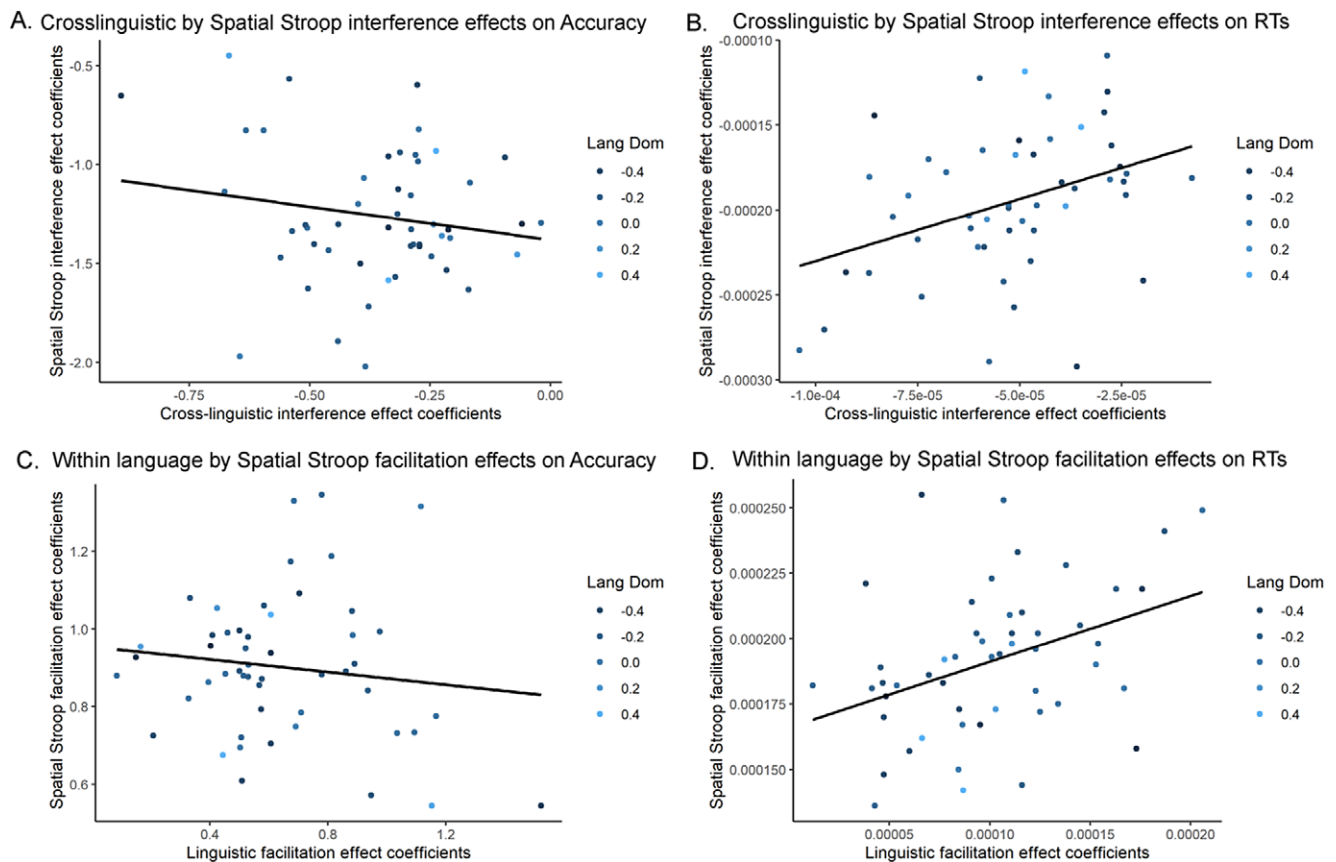 A. Crosslinguistic by Spatial Stroop interference effects on Accuracy
Spatial Stroop interference effect coefficients
-0.5
-1.0
-1.5
-2.0
-0.75
-0.50
-0.25
0.00
Cross-linguistic interference effect coefficients
Lang Dom
-0.4
-0.2
0.0
0.2
0.4
B. Crosslinguistic by Spatial Stroop interference effects on RTs
Spatial Stroop interference effect coefficients
-0.00010
-0.00015
-0.00020
-0.00025
-0.00030
-1.0e-04
-7.5e-05
-5.0e-05
-2.5e-05
Cross-linguistic interference effect coefficients
Lang Dom
-0.4
-0.2
0.0
0.2
0.4
C. Within language by Spatial Stroop facilitation effects on Accuracy
Spatial Stroop facilitation effect coefficients
1.2
1.0
0.8
0.6
0.4
0.8
1.2
Linguistic facilitation effect coefficients
Lang Dom
-0.4
-0.2
0.0
0.2
0.4
D. Within language by Spatial Stroop facilitation effects on RTs
Spatial Stroop facilitation effect coefficients
0.000250
0.000225
0.000200
0.000175
0.000150
0.00005
0.00010
0.00015
0.00020
Linguistic facilitation effect coefficients
Lang Dom
-0.4
-0.2
0.0
0.2
0.4